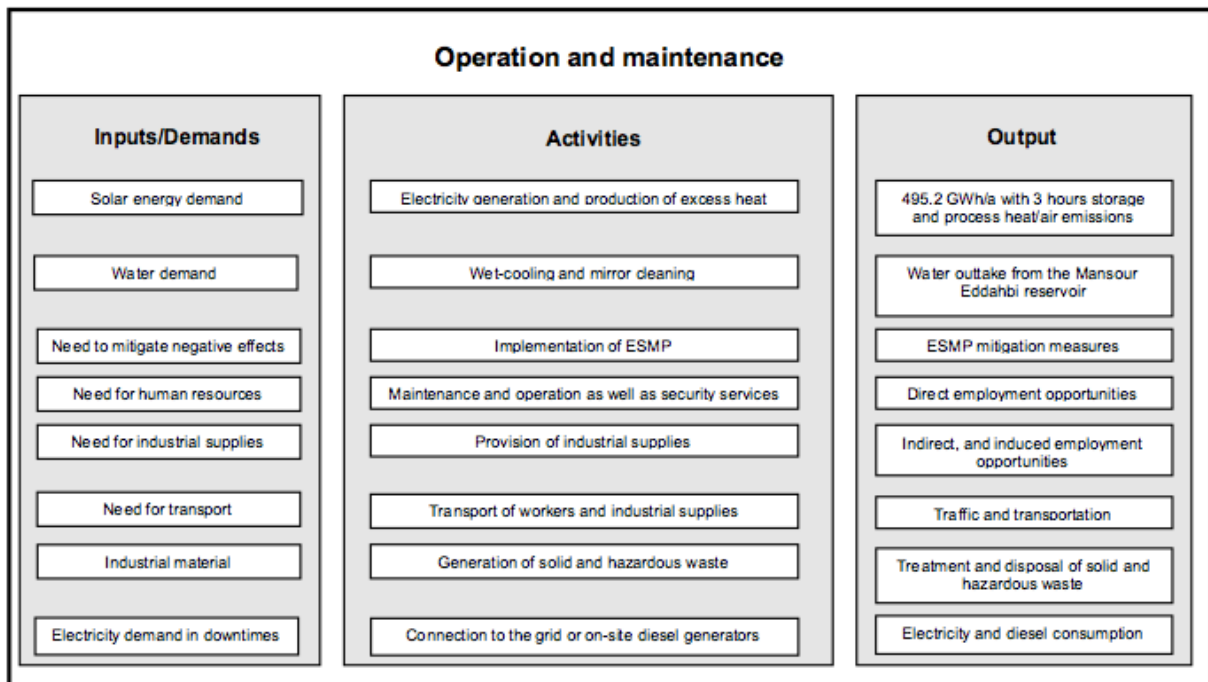 Operation and maintenance
Inputs/Demands
Solar energy demand
Water demand
Need to mitigate negative effects
Need for human resources
Need for industrial supplies
Need for transport
Industrial material
Electricity demand in downtimes
Activities
Electricity generation and production of excess heat
Wet-cooling and mirror cleaning
Implementation of ESMP
Maintenance and operation as well as security services
Provision of industrial supplies
Transport of workers and industrial supplies
Generation of solid and hazardous waste
Connection to the grid or on-site diesel generators
Output
495.2 GWh/a with 3 hours storage
and process heat/air emissions
Water outtake from the Mansour
Eddahbi reservoir
ESMP mitigation measures
Direct employment opportunities
Indirect, and induced employment
opportunities
Traffic and transportation
Treatment and disposal of solid and
hazardous waste
Electricity and diesel consumption